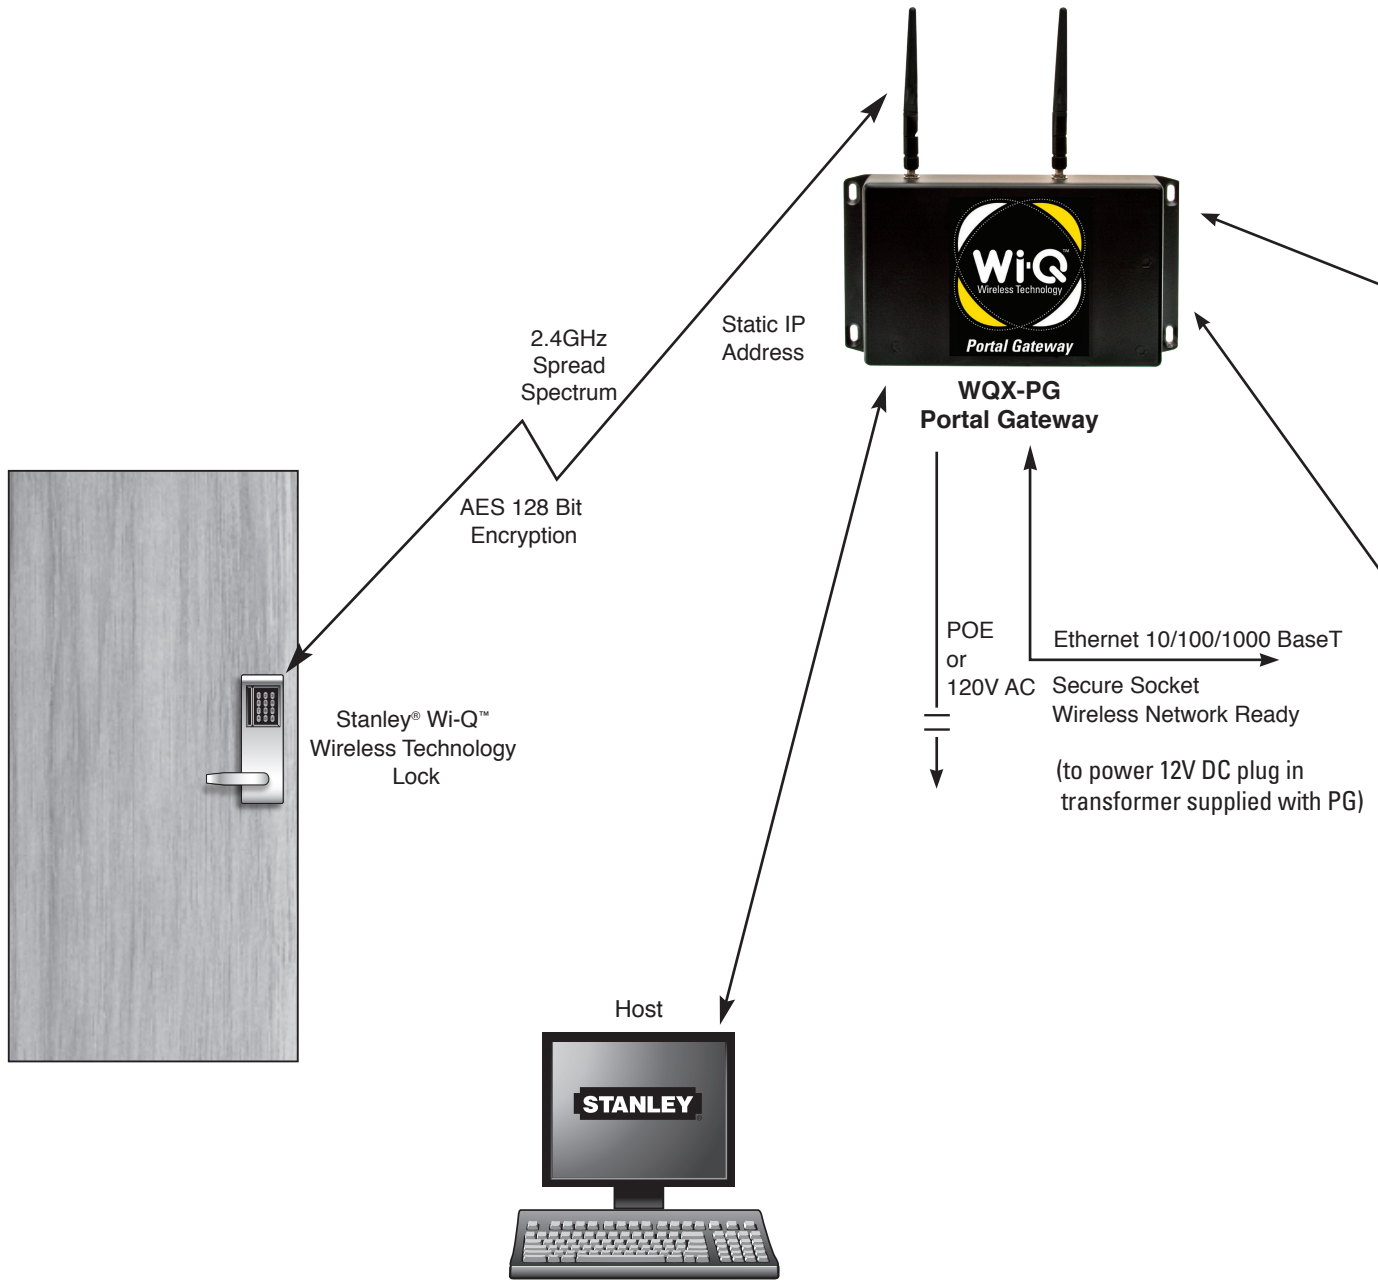 Wi-Q™
Wireless Technology
Portal Gateway
WQX-PG
Portal Gateway
Static IP
Address
2.4GHz
Spread
Spectrum
AES 128 Bit
Encryption
Stanley® Wi-Q™
Wireless Technology
Lock
POE
or
120V AC
Ethernet 10/100/1000 BaseT
Secure Socket
Wireless Network Ready
(to power 12V DC plug in
transformer supplied with PG)
Host
STANLEY®